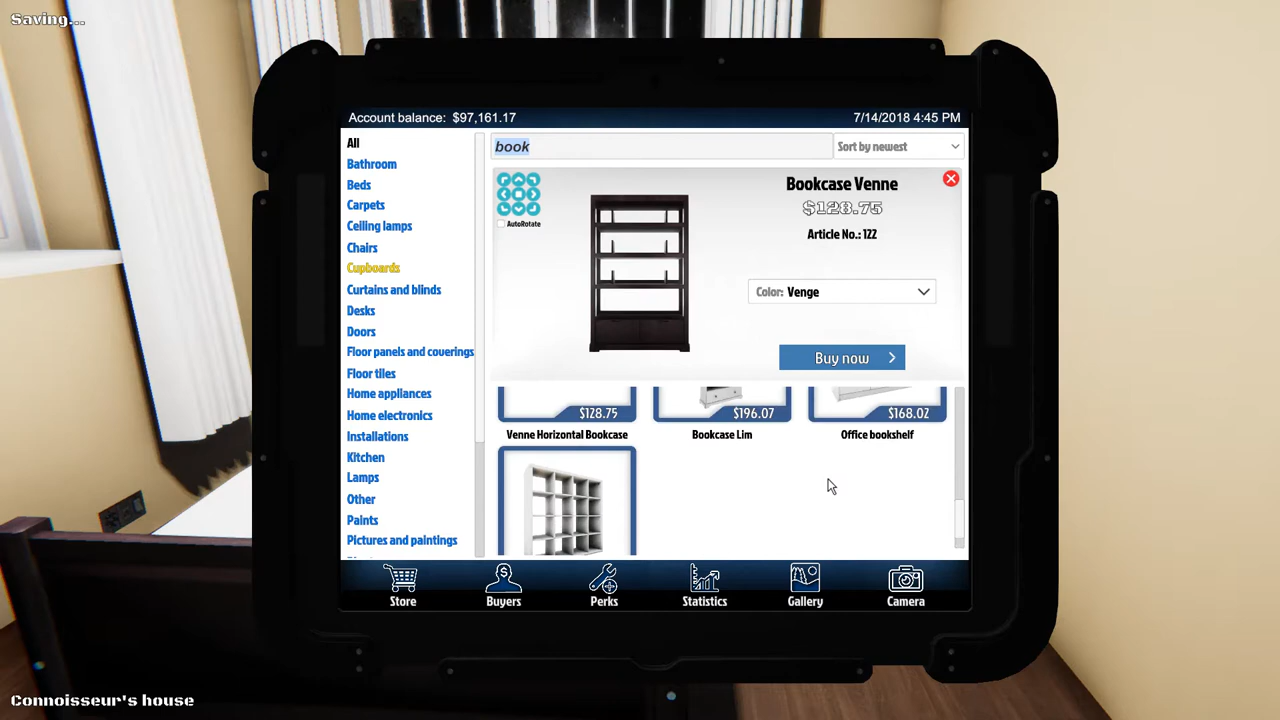 Saving...
Account balance: $97,161.17
7/14/2018 4:45 PM
All
Bathroom
Beds
Carpets
Ceiling lamps
Chairs
Cupboards
Curtains and blinds
Desks
Doors
Floor panels and coverings
Floor tiles
Home appliances
Home electronics
Installations
Kitchen
Lamps
Other
Paints
Pictures and paintings
book
Sort by newest
AutoRotate
Bookcase Venne
$128.75
Article No.: 122
Color: Venge
Buy now
$128.75
$196.07
$168.02
Venne Horizontal Bookcase
Bookcase Lim
Office bookshelf
Store
Buyers
Perks
Statistics
Gallery
Camera
Connoisseur's house